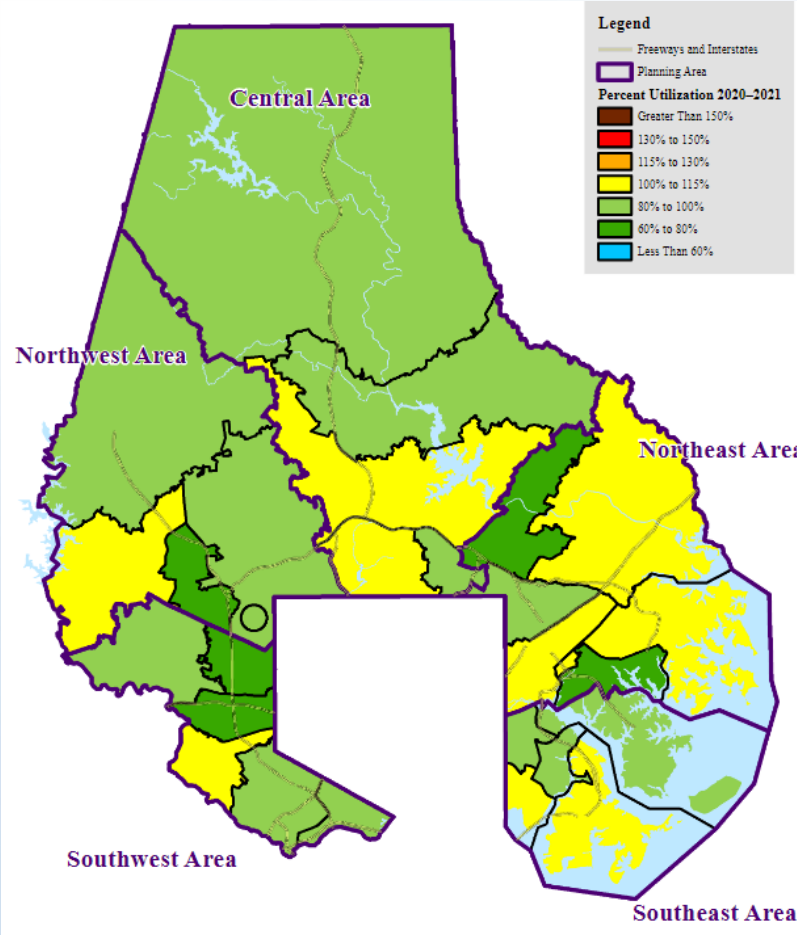 Legend
Freeways and Interstates
Planning Area
Percent Utilization 2020–2021
Greater Than 150%
130% to 150%
115% to 130%
100% to 115%
80% to 100%
60% to 80%
Less Than 60%
Central Area
Northwest Area
Northeast Area
Southwest Area
Southeast Area